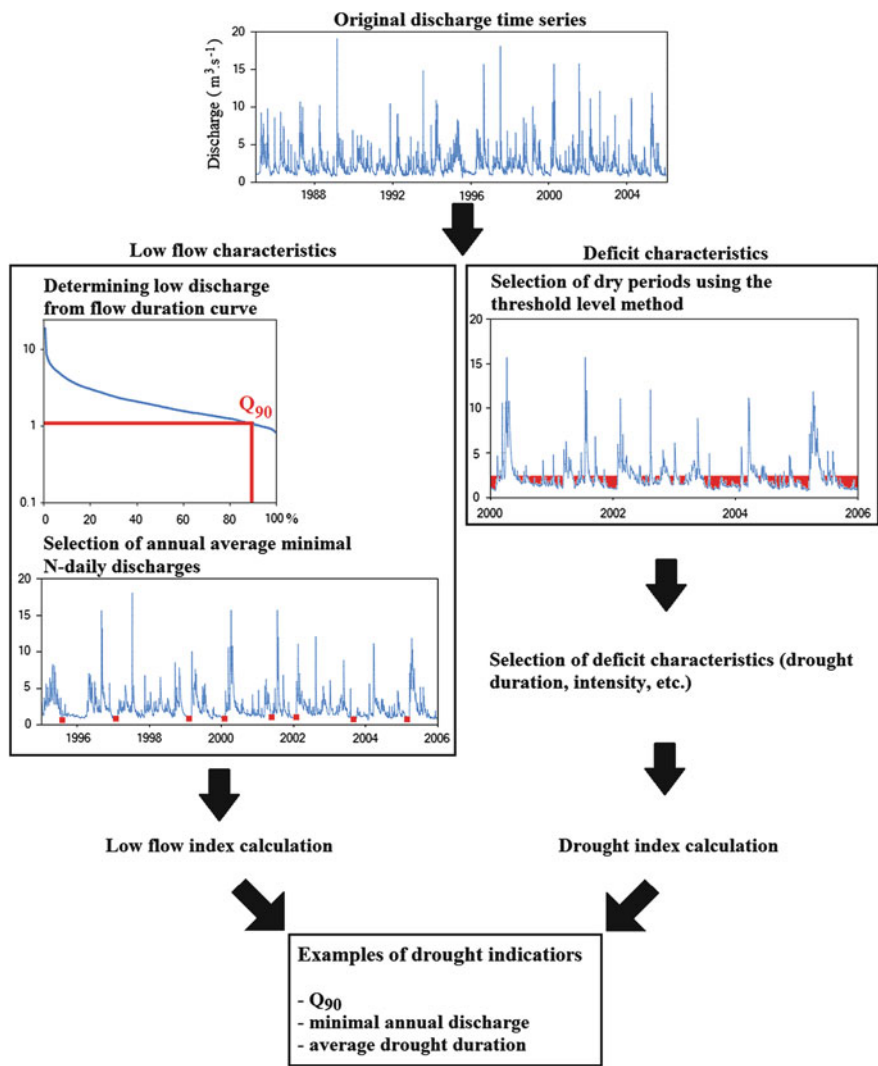 Original discharge time series
Discharge ( m³.s⁻¹)
20
15
10
5
0
1988 1992 1996 2000 2004
Low flow characteristics
Determining low discharge
from flow duration curve
10
1
0.1
Q90
0 20 40 60 80 100 %
Selection of annual average minimal
N-daily discharges
20
15
10
5
0
1996 1998 2000 2002 2004 2006
Low flow index calculation
Deficit characteristics
Selection of dry periods using the
threshold level method
20
15
10
5
0
2000 2002 2004 2006
Selection of deficit characteristics (drought
duration, intensity, etc.)
Drought index calculation
Examples of drought indicatiors
- Q90
- minimal annual discharge
- average drought duration